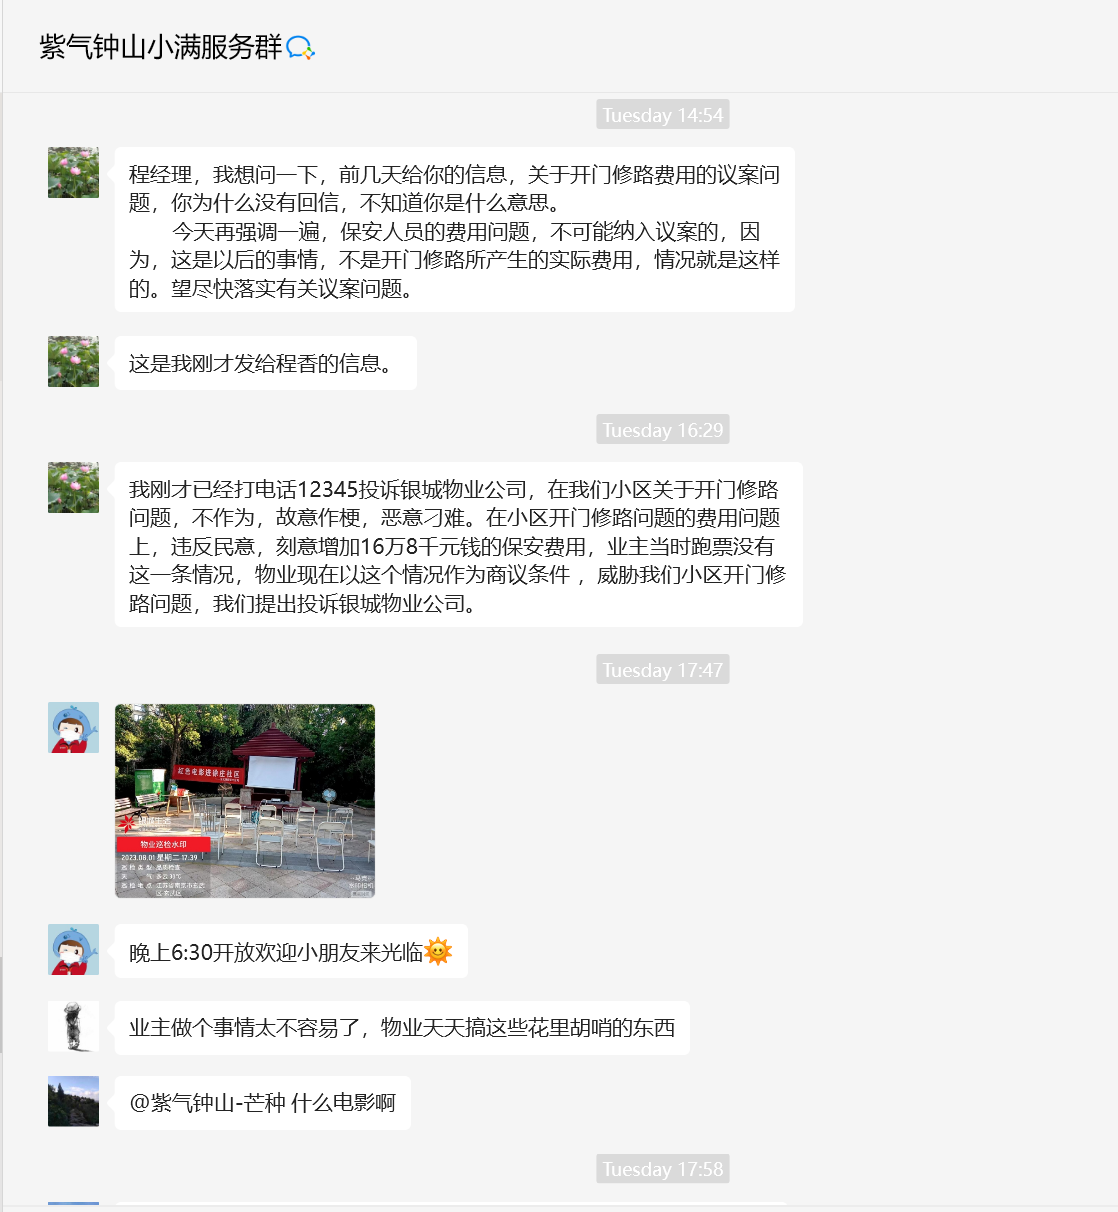 紫气钟山小满服务群
Tuesday 14:54
程经理，我想问一下，前几天给你的信息，关于开门修路费用的议案问
题，你为什么没有回信，不知道你是什么意思。
今天再强调一遍，保安人员的费用问题，不可能纳入议案的，因
为，这是以后的事情，不是开门修路所产生的实际费用，情况就是这样
的。望尽快落实有关议案问题。
这是我刚才发给程香的信息。
Tuesday 16:29
我刚才已经打电话12345投诉银城物业公司，在我们小区关于开门修路
问题，不作为，故意作梗，恶意刁难。在小区开门修路问题的费用问题
上，违反民意，刻意增加16万8千元钱的保安费用，业主当时跑票没有
这一条情况，物业现在以这个情况作为商议条件 ，威胁我们小区开门修
路问题，我们提出投诉银城物业公司。
Tuesday 17:47
红色电影进徐庄社区
物业巡检水印
2023.08.01 星期二 17:39
晚上6:30开放欢迎小朋友来光临
业主做个事情太不容易了，物业天天搞这些花里胡哨的东西
@紫气钟山-芒种 什么电影啊
Tuesday 17:58